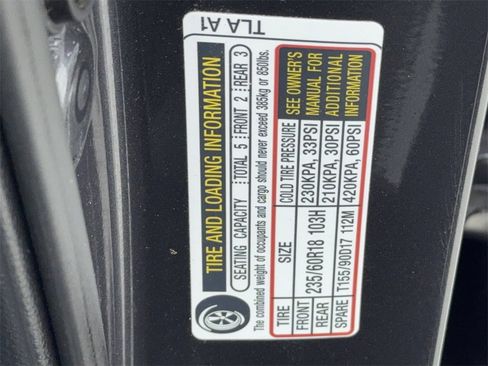 TLA A1
TIRE AND LOADING INFORMATION
SEATING CAPACITY TOTAL 5 FRONT 2 REAR 3
The combined weight of occupants and cargo should never exceed 385kg or 850lbs.
TIRE SIZE COLD TIRE PRESSURE
FRONT 235/60R18 103H 230KPA, 33PSI
REAR 210KPA, 30PSI
SPARE T155/90D17 112M 420KPA, 60PSI
SEE OWNER'S
MANUAL FOR
ADDITIONAL
INFORMATION